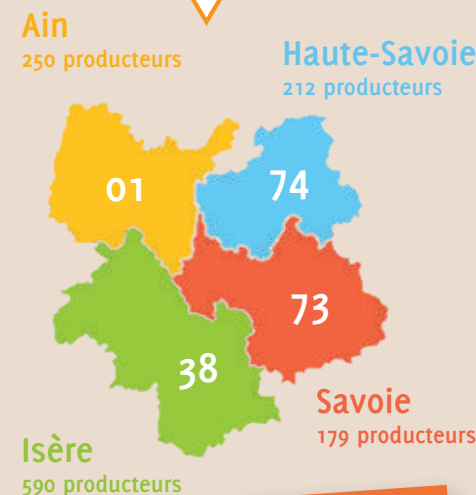 Ain
250 producteurs
Haute-Savoie
212 producteurs
01
74
73
38
Savoie
179 producteurs
Isère
590 producteurs